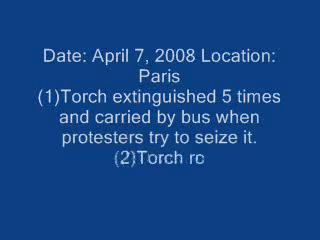 Date: April 7, 2008 Location:
Paris
(1)Torch extinguished 5 times
and carried by bus when
protesters try to seize it.
(2)Torch